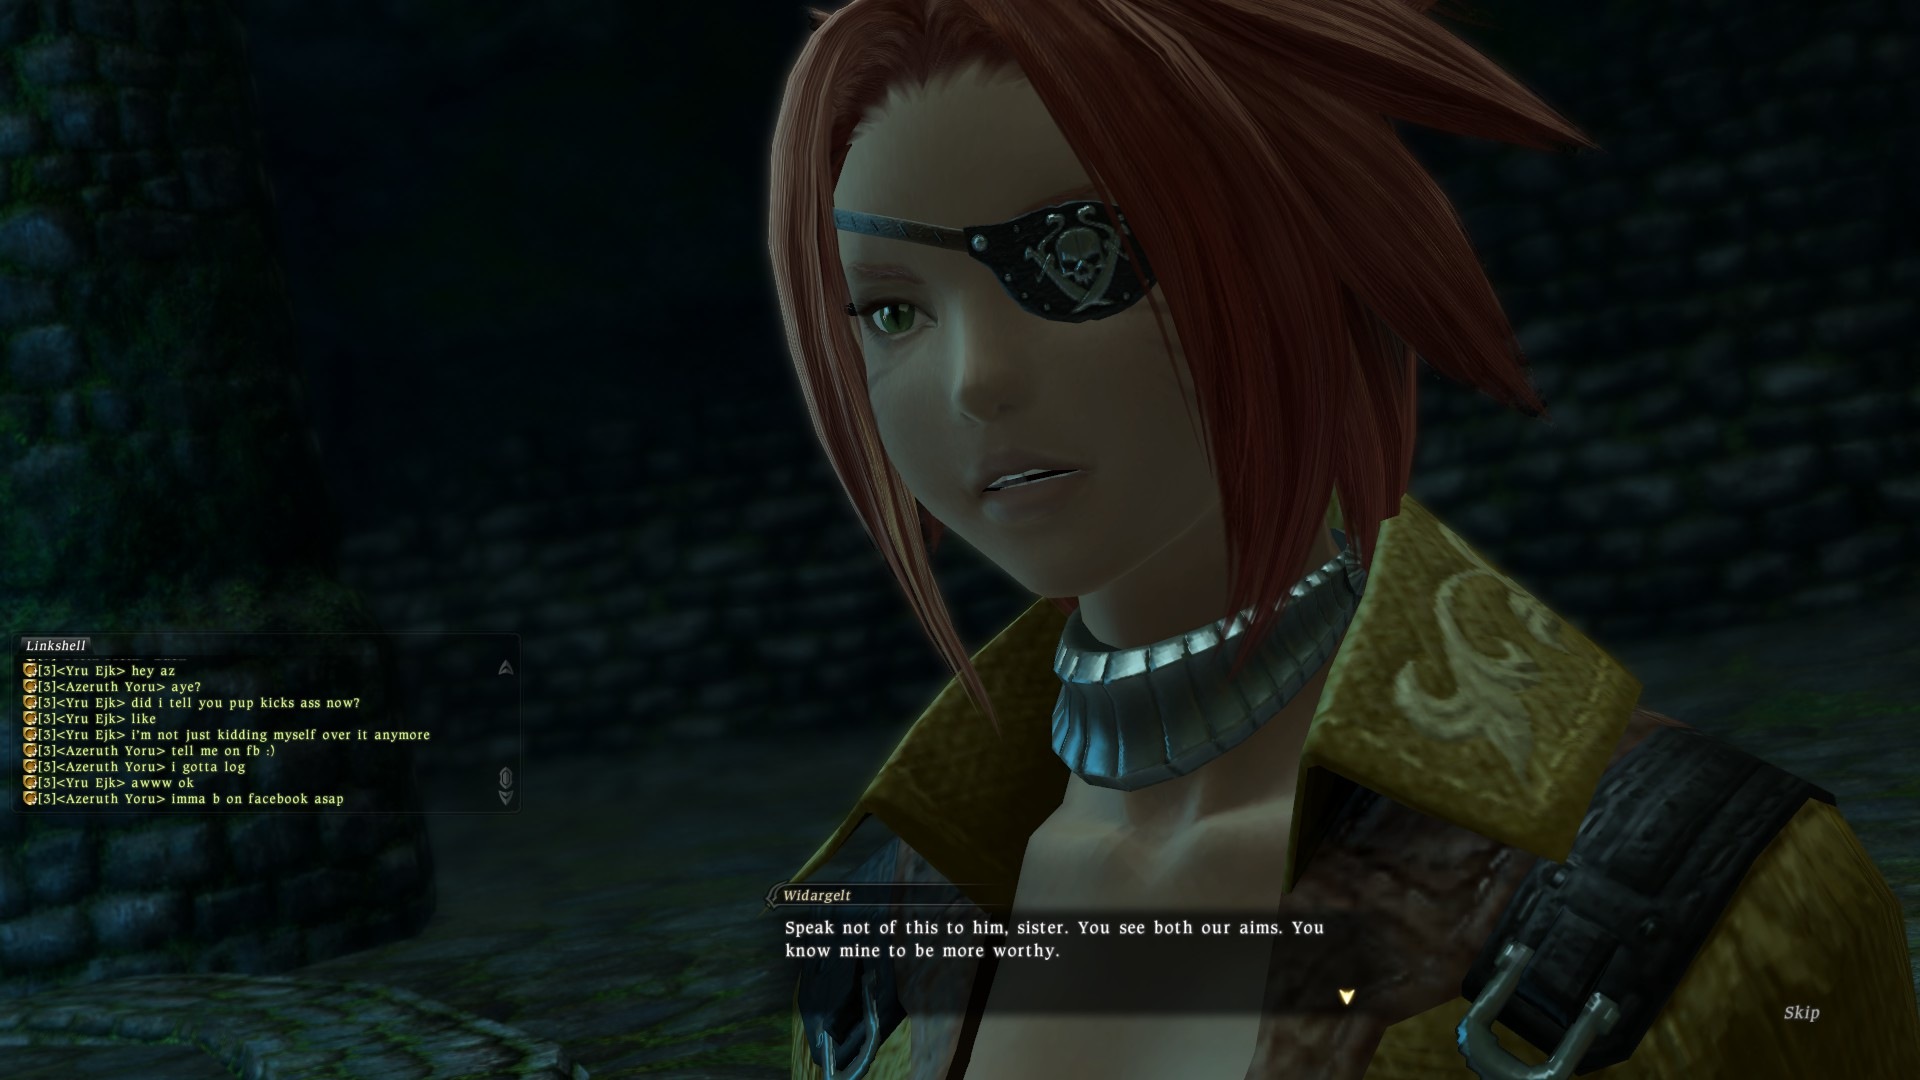 Linkshell
[3]<Yru Ejk> hey az
[3]<Azeruth Yoru> aye?
[3]<Yru Ejk> did i tell you pup kicks ass now?
[3]<Yru Ejk> like
[3]<Yru Ejk> i'm not just kidding myself over it anymore
[3]<Azeruth Yoru> tell me on fb :)
[3]<Azeruth Yoru> i gotta log
[3]<Yru Ejk> awww ok
[3]<Azeruth Yoru> imma b on facebook asap
Widargelt
Speak not of this to him, sister. You see both our aims. You
know mine to be more worthy.
Skip